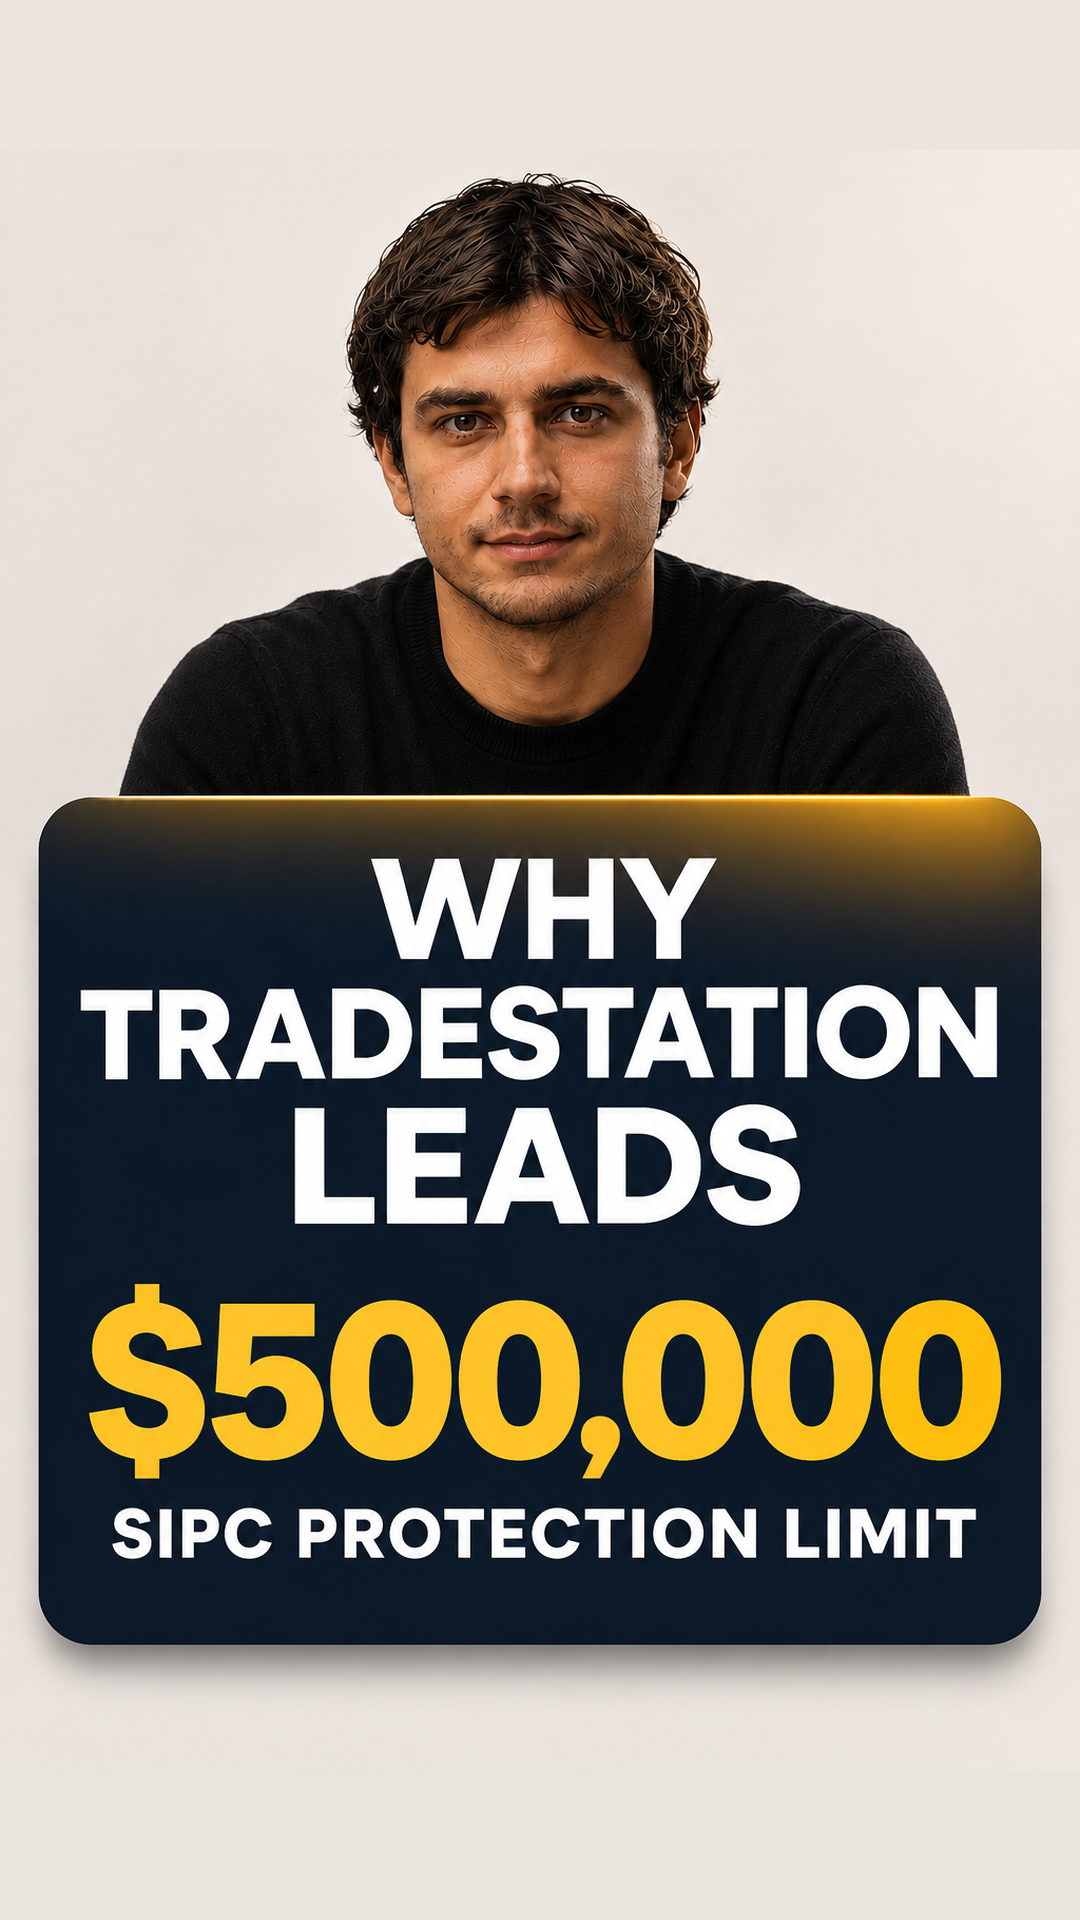 WHY
TRADESTATION
LEADS
$500,000
SIPC PROTECTION LIMIT